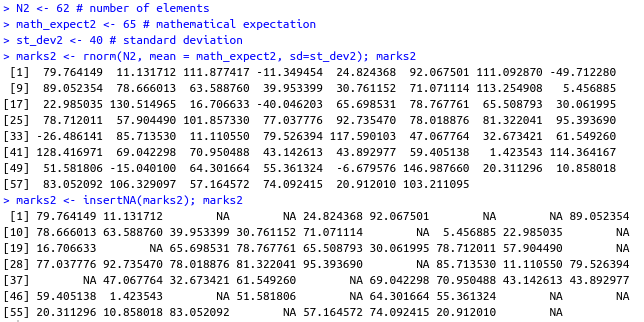 > N2 <- 62 # number of elements
> math_expect2 <- 65 # mathematical expectation
> st_dev2 <- 40 # standard deviation
> marks2 <- rnorm(N2, mean = math_expect2, sd=st_dev2); marks2
[1] 79.764149 11.131712 111.877417 -11.349454 24.824368 92.067501 111.092870 -49.712280
[9] 89.052354 78.666013 63.588760 39.953399 30.761152 71.071114 113.254908 5.456885
[17] 22.985035 130.514965 16.706633 -40.046203 65.698531 78.767761 65.508793 30.061995
[25] 78.712011 57.904490 101.857330 77.037776 92.735470 78.018876 81.322041 95.393690
[33] -26.486141 85.713530 11.110550 79.526394 117.590103 47.067764 32.673421 61.549260
[41] 128.416971 69.042298 70.950488 43.142613 43.892977 59.405138 1.423543 114.364167
[49] 51.581806 -15.040100 64.301664 55.361324 -6.679576 146.987660 20.311296 10.858018
[57] 83.052092 106.329097 57.164572 74.092415 20.912010 103.211095
> marks2 <- insertNA(marks2); marks2
[1] 79.764149 11.131712 NA NA 24.824368 92.067501 NA NA 89.052354
[10] 78.666013 63.588760 39.953399 30.761152 71.071114 NA 5.456885 22.985035 NA
[19] 16.706633 NA 65.698531 78.767761 65.508793 30.061995 78.712011 57.904490 NA
[28] 77.037776 92.735470 78.018876 81.322041 95.393690 NA 85.713530 11.110550 79.526394
[37] NA 47.067764 32.673421 61.549260 NA 69.042298 70.950488 43.142613 43.892977
[46] 59.405138 1.423543 NA 51.581806 NA 64.301664 55.361324 NA NA
[55] 20.311296 10.858018 83.052092 NA 57.164572 74.092415 20.912010 NA